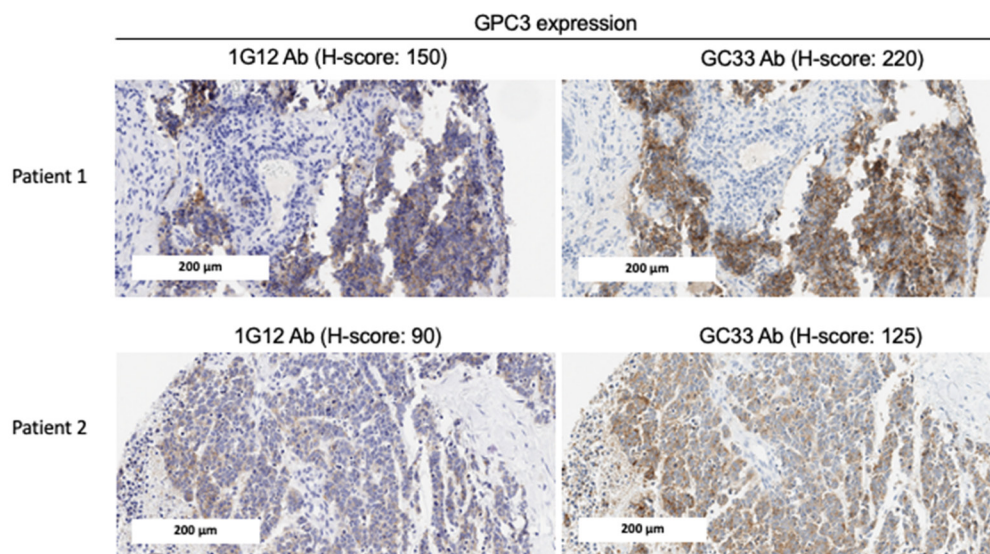 GPC3 expression
1G12 Ab (H-score: 150)
GC33 Ab (H-score: 220)
Patient 1
200 µm
200 µm
1G12 Ab (H-score: 90)
GC33 Ab (H-score: 125)
Patient 2
200 µm
200 µm